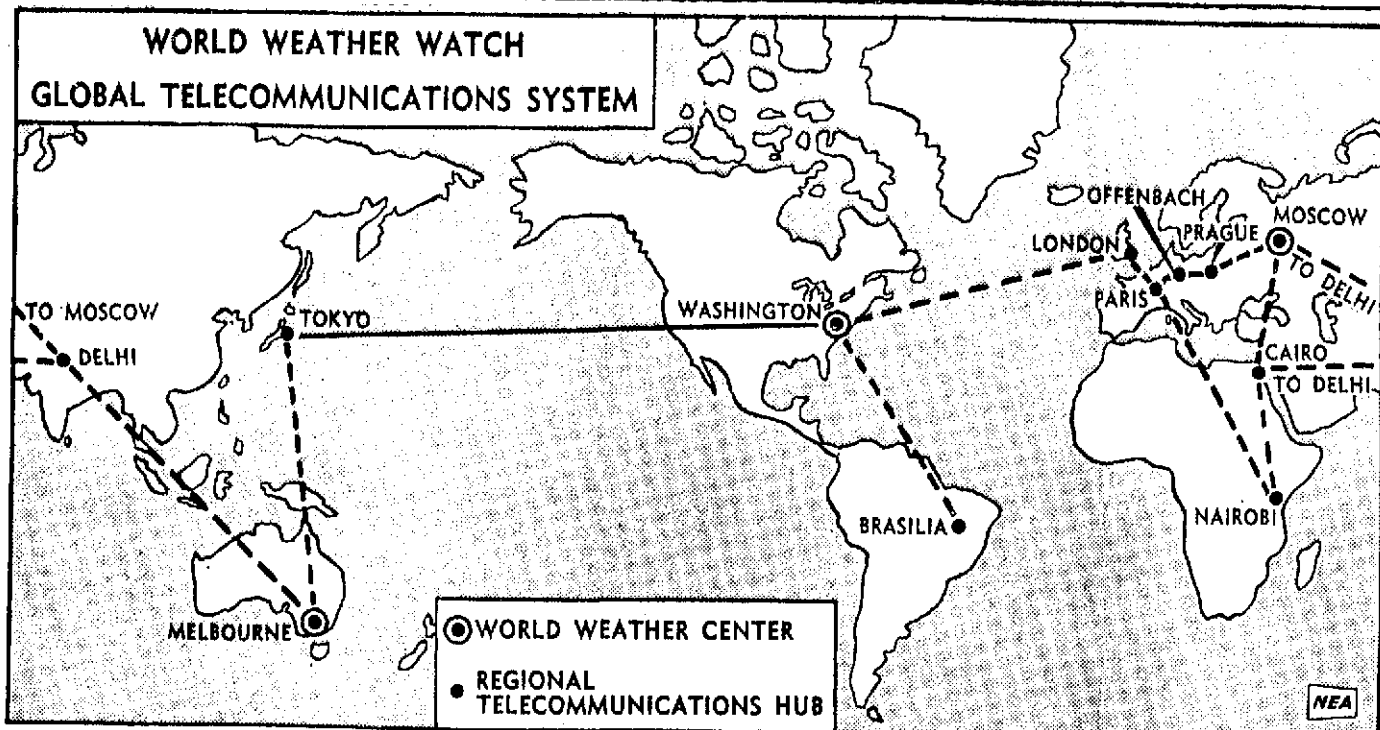 WORLD WEATHER WATCH
GLOBAL TELECOMMUNICATIONS SYSTEM
OFFENBACH
MOSCOW
PRAGUE
LONDON
TO DELHI
PARIS
TO MOSCOW
TOKYO
WASHINGTON
DELHI
CAIRO
TO DELHI
NAIROBI
BRASILIA
MELBOURNE
WORLD WEATHER CENTER
REGIONAL
TELECOMMUNICATIONS HUB
NEA